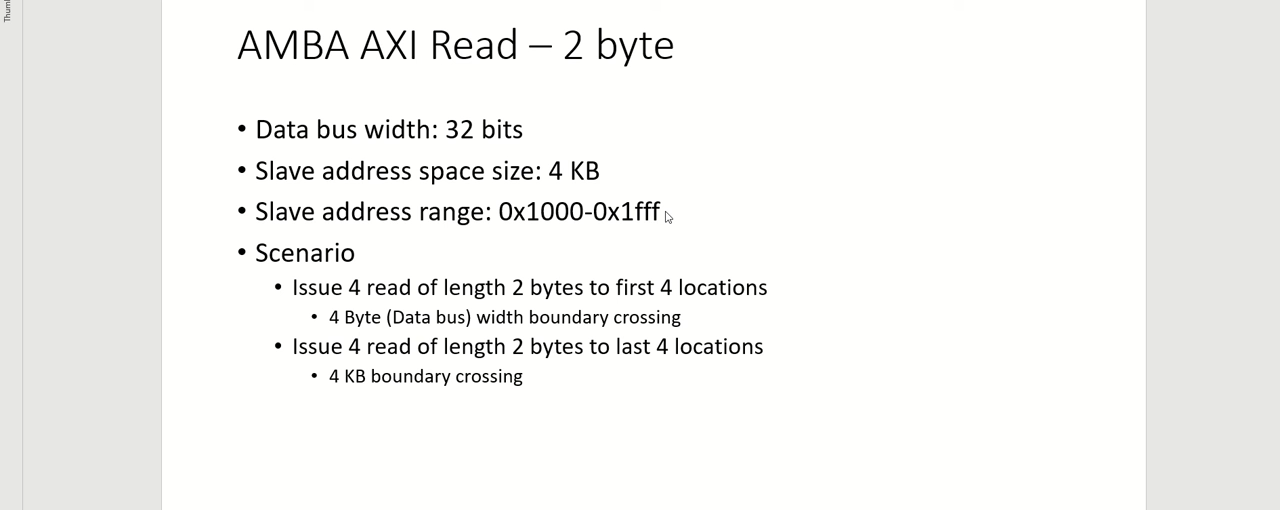 Thum
AMBA AXI Read – 2 byte
• Data bus width: 32 bits
• Slave address space size: 4 KB
• Slave address range: 0x1000-0x1fff
• Scenario
• Issue 4 read of length 2 bytes to first 4 locations
• 4 Byte (Data bus) width boundary crossing
• Issue 4 read of length 2 bytes to last 4 locations
• 4 KB boundary crossing